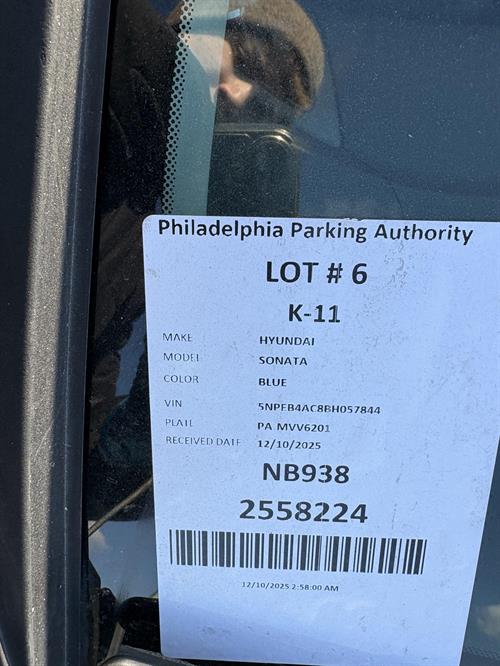 Philadelphia Parking Authority
LOT # 6
K-11
MAKE HYUNDAI
MODEL SONATA
COLOR BLUE
VIN 5NPEB4AC8BH057844
PLATE PA MVV6201
RECEIVED DATE 12/10/2025
NB938
2558224
12/10/2025 2:58:00 AM